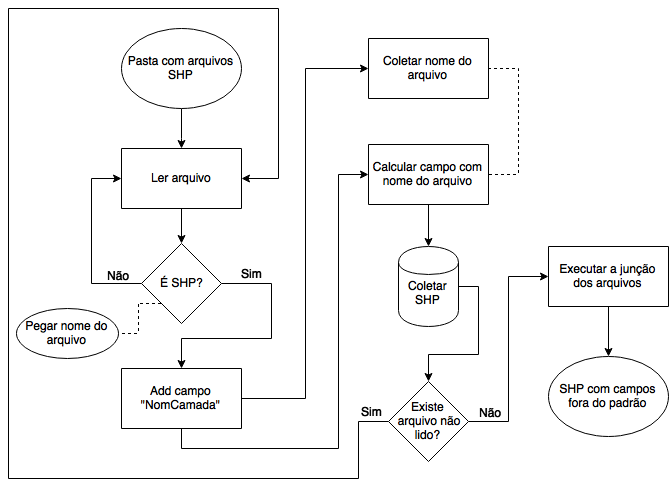 Pasta com arquivos
SHP
Ler arquivo
É SHP?
Não
Sim
Pegar nome do
arquivo
Add campo
"NomCamada"
Coletar nome do
arquivo
Calcular campo com
nome do arquivo
Coletar
SHP
Existe
arquivo não
lido?
Sim
Não
Executar a junção
dos arquivos
SHP com campos
fora do padrão